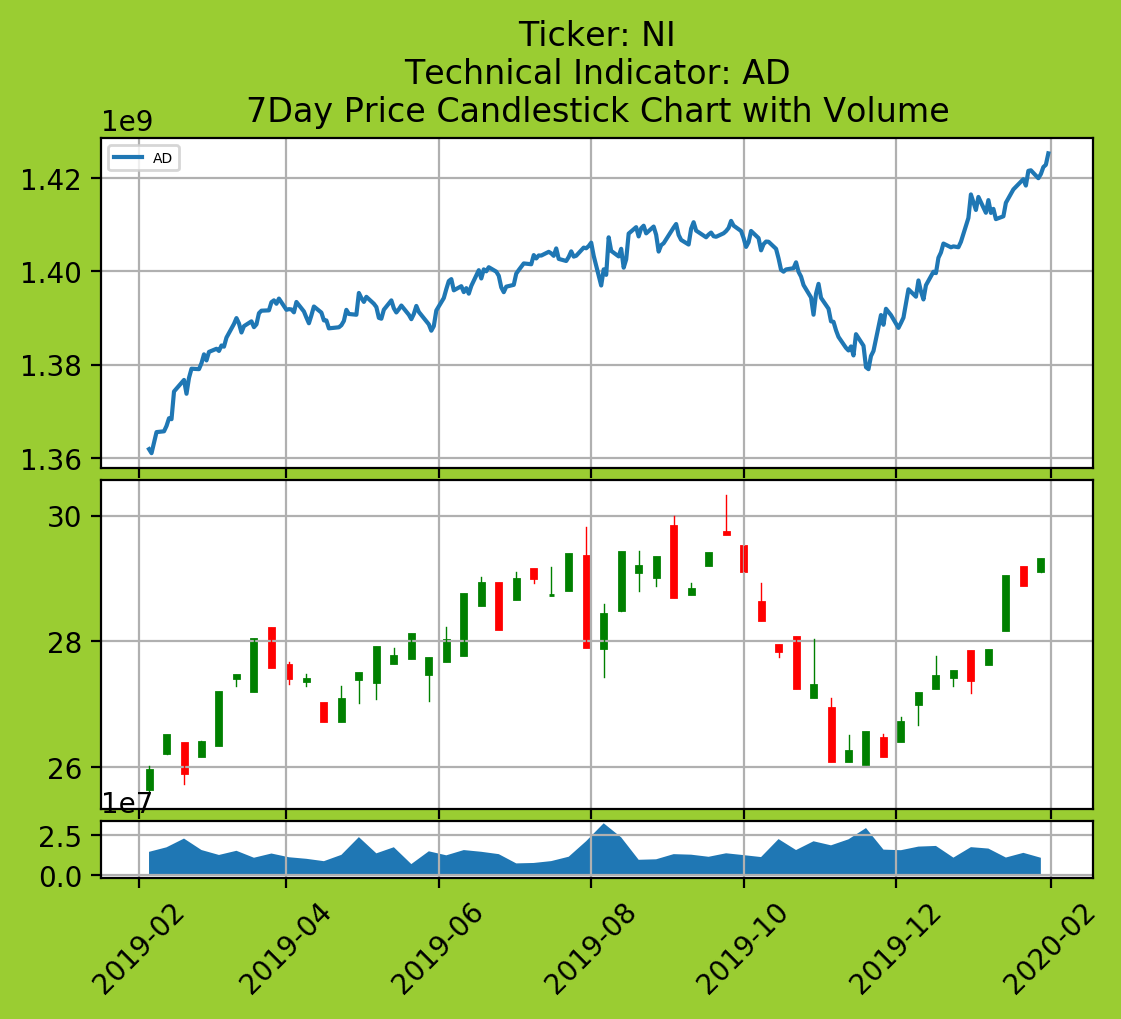 Ticker: NI
Technical Indicator: AD
7Day Price Candlestick Chart with Volume
1e9
AD
1.42
1.40
1.38
1.36
30
28
26
1e7
2.5
0.0
2019-02
2019-04
2019-06
2019-08
2019-10
2019-12
2020-02